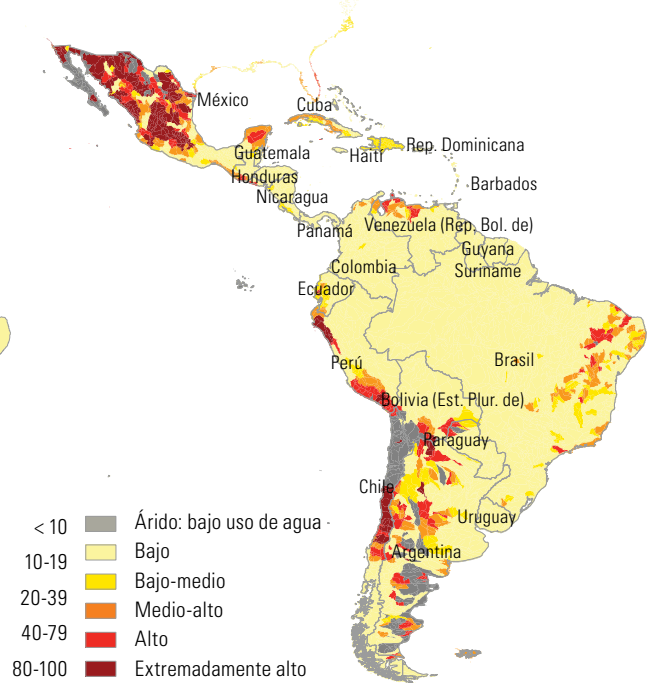 México
Cuba
Rep. Dominicana
Guatemala
Haití
Honduras
Barbados
Nicaragua
Panamá
Venezuela (Rep. Bol. de)
Guyana
Colombia
Suriname
Ecuador
Perú
Brasil
Bolivia (Est. Plur. de)
Paraguay
Chile
Uruguay
Argentina
< 10 Árido: bajo uso de agua
10-19 Bajo
20-39 Bajo-medio
40-79 Medio-alto
Alto
80-100 Extremadamente alto